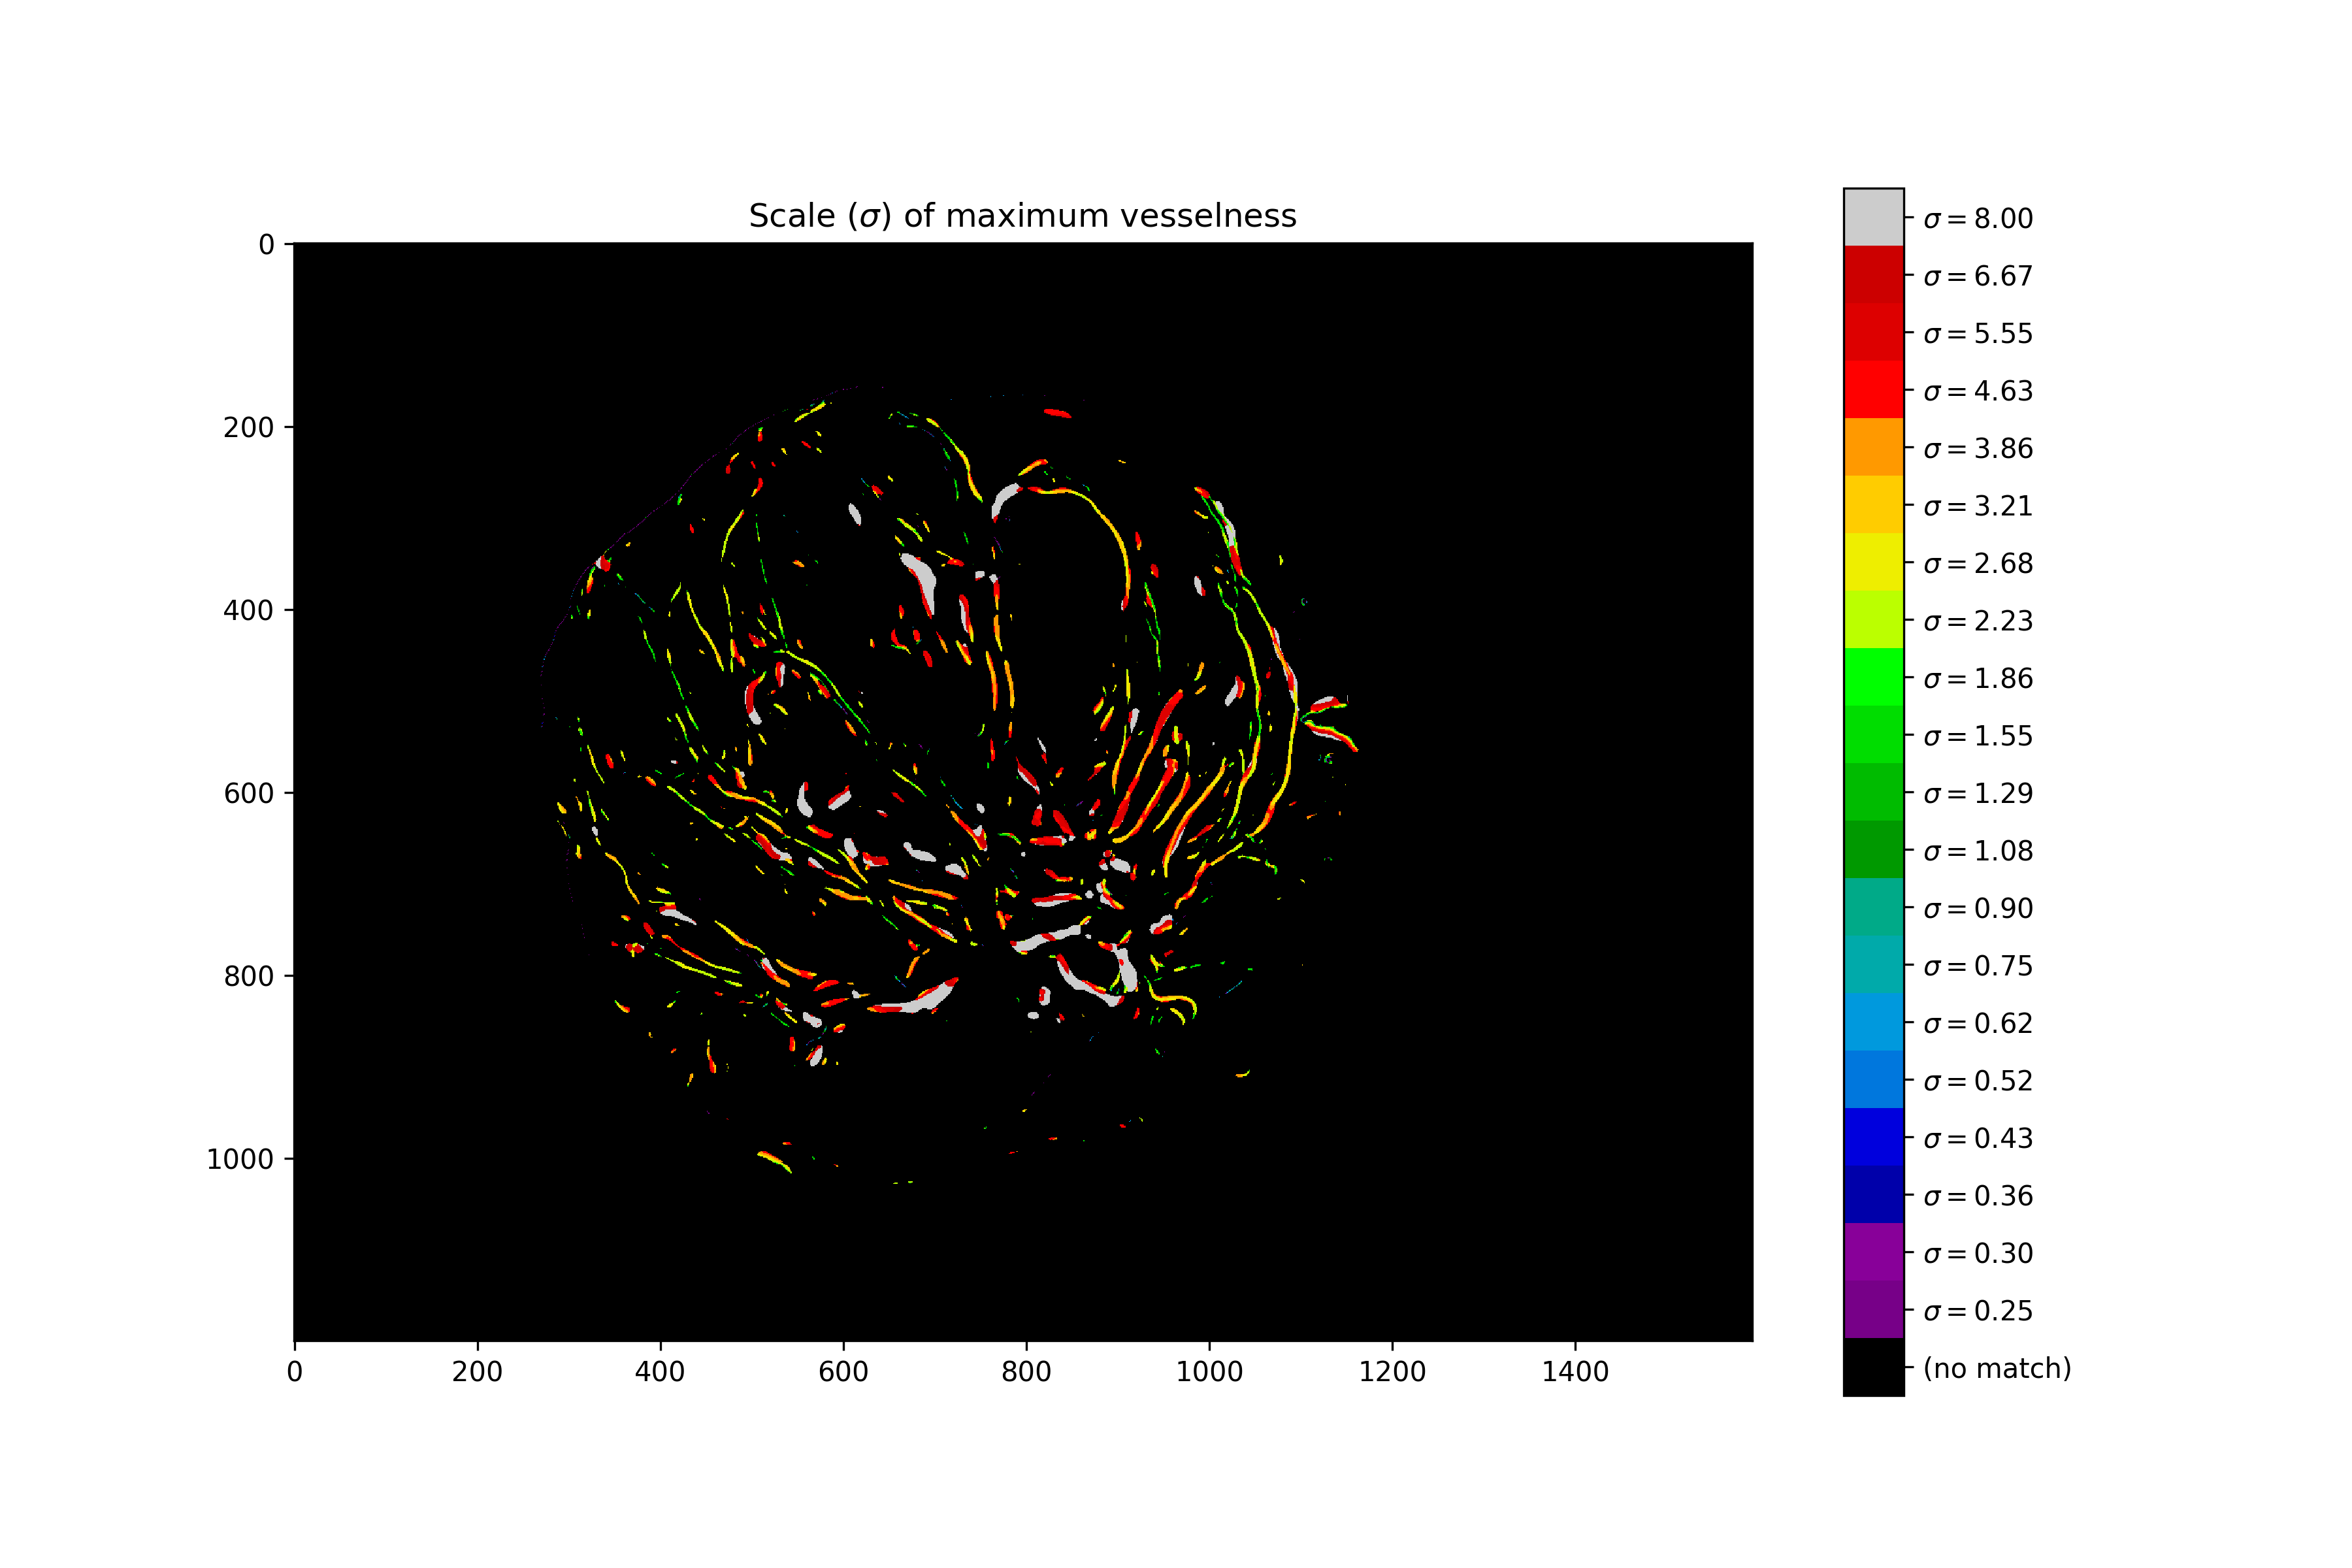 Scale (σ) of maximum vesselness
0
200
400
600
800
1000
0 200 400 600 800 1000 1200 1400
σ = 8.00
σ = 6.67
σ = 5.55
σ = 4.63
σ = 3.86
σ = 3.21
σ = 2.68
σ = 2.23
σ = 1.86
σ = 1.55
σ = 1.29
σ = 1.08
σ = 0.90
σ = 0.75
σ = 0.62
σ = 0.52
σ = 0.43
σ = 0.36
σ = 0.30
σ = 0.25
(no match)